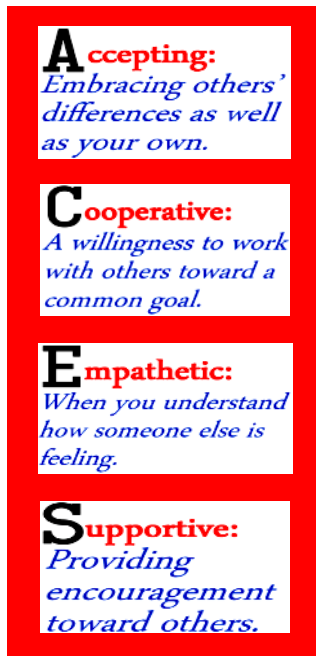 Accepting:
Embracing others’
differences as well
as your own.
Cooperative:
A willingness to work
with others toward a
common goal.
Empathetic:
When you understand
how someone else is
feeling.
Supportive:
Providing
encouragement
toward others.